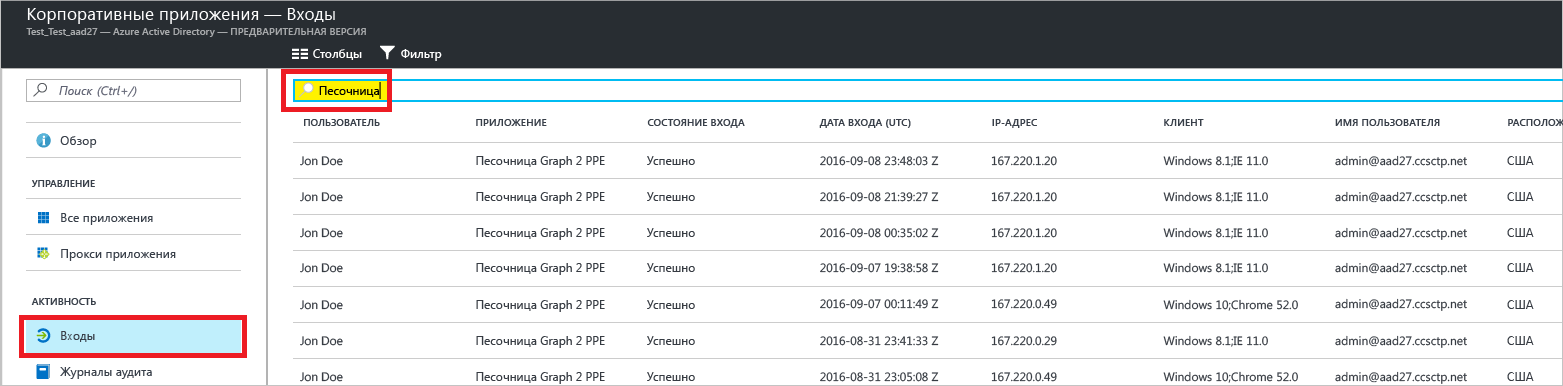 Корпоративные приложения — Входы
Test_Test_aad27 — Azure Active Directory — ПРЕДВАРИТЕЛЬНАЯ ВЕРСИЯ
Столбцы Фильтр
Поиск (Ctrl+/)
Обзор
УПРАВЛЕНИЕ
Все приложения
Прокси приложения
АКТИВНОСТЬ
Входы
Журналы аудита
Песочница
ПОЛЬЗОВАТЕЛЬ ПРИЛОЖЕНИЕ СОСТОЯНИЕ ВХОДА ДАТА ВХОДА (UTC) IP-АДРЕС КЛИЕНТ ИМЯ ПОЛЬЗОВАТЕЛЯ РАСПОЛОЖ
Jon Doe Песочница Graph 2 PPE Успешно 2016-09-08 23:48:03 Z 167.220.1.20 Windows 8.1;IE 11.0 admin@aad27.ccsctp.net США
Jon Doe Песочница Graph 2 PPE Успешно 2016-09-08 21:39:27 Z 167.220.1.20 Windows 8.1;IE 11.0 admin@aad27.ccsctp.net США
Jon Doe Песочница Graph 2 PPE Успешно 2016-09-08 00:35:02 Z 167.220.1.20 Windows 8.1;IE 11.0 admin@aad27.ccsctp.net США
Jon Doe Песочница Graph 2 PPE Успешно 2016-09-07 19:38:58 Z 167.220.1.20 Windows 8.1;IE 11.0 admin@aad27.ccsctp.net США
Jon Doe Песочница Graph 2 PPE Успешно 2016-09-07 00:11:49 Z 167.220.0.49 Windows 10;Chrome 52.0 admin@aad27.ccsctp.net США
Jon Doe Песочница Graph 2 PPE Успешно 2016-08-31 23:41:33 Z 167.220.0.29 Windows 8.1;IE 11.0 admin@aad27.ccsctp.net США
Jon Doe Песочница Graph 2 PPE Успешно 2016-08-31 23:05:08 Z 167.220.0.49 Windows 10;Chrome 52.0 admin@aad27.ccsctp.net США